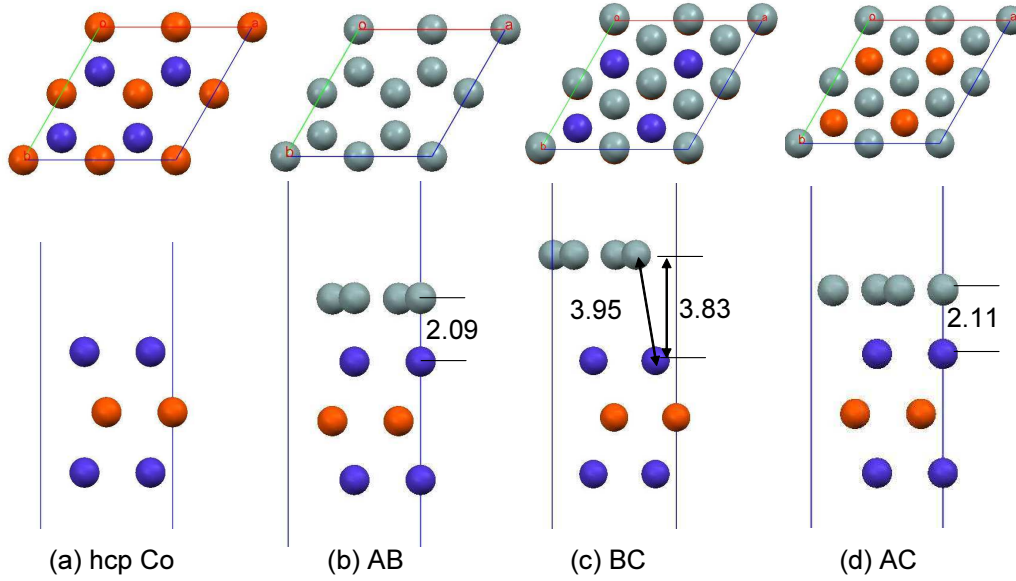 o a
b
o a
b
o a
b
o a
b
2.09
3.95 3.83
2.11
(a) hcp Co (b) AB (c) BC (d) AC